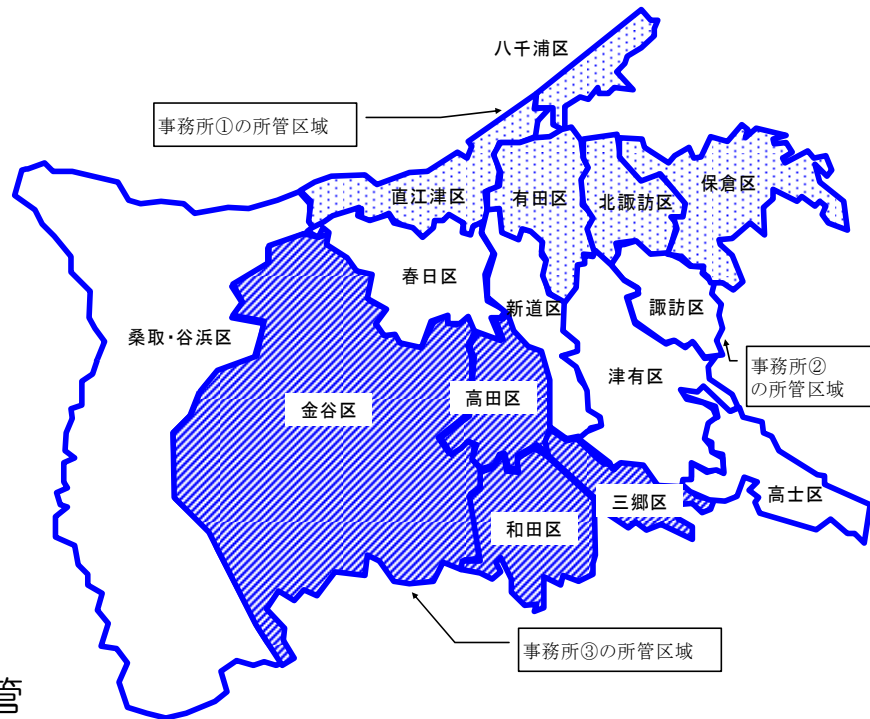 八千浦区
事務所①の所管区域
直江津区
有田区
北諏訪区
保倉区
春日区
新道区
諏訪区
桑取・谷浜区
事務所②
の所管区域
津有区
金谷区
高田区
三郷区
高士区
和田区
事務所③の所管区域
管